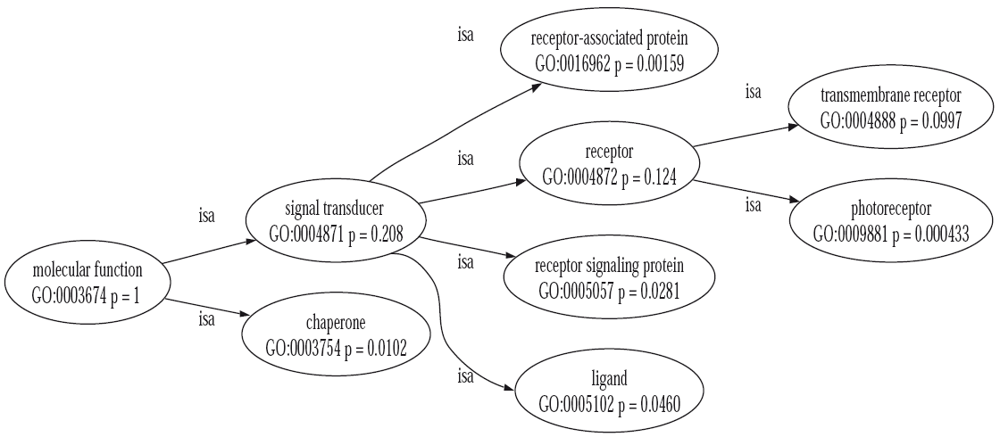 isa
receptor-associated protein
GO:0016962 p = 0.00159
isa
transmembrane receptor
GO:0004888 p = 0.0997
isa
receptor
GO:0004872 p = 0.124
isa
signal transducer
GO:0004871 p = 0.208
isa
photoreceptor
GO:0009881 p = 0.000433
isa
receptor signaling protein
GO:0005057 p = 0.0281
molecular function
GO:0003674 p = 1
isa
chaperone
GO:0003754 p = 0.0102
isa
ligand
GO:0005102 p = 0.0460